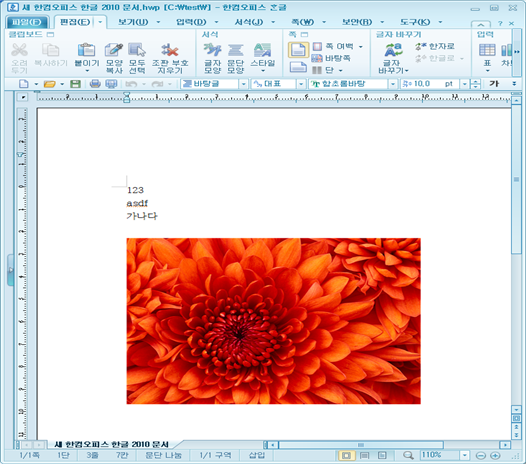 새 한컴오피스 한글 2010 문서.hwp [C:\test\] - 한컴오피스 한글
파일(F) 편집(E) 보기(U) 입력(D) 서식(J) 쪽(W) 보안(B) 도구(K)
클립보드 서식 쪽 글자 바꾸기 입력
오려 두기 복사하기 붙이기 모양 복사 모두 선택 조판 부호 지우기 글자 모양 문단 모양 스타일 쪽 여백 바탕쪽 단 글자 바꾸기 한자로 한글로 표
바탕글 대표 함초롬바탕 10,0 pt 가
123
asdf
가나다
새 한컴오피스 한글 2010 문서
1/1쪽 1단 3줄 7칸 문단 나눔 1/1 구역 삽입 110%